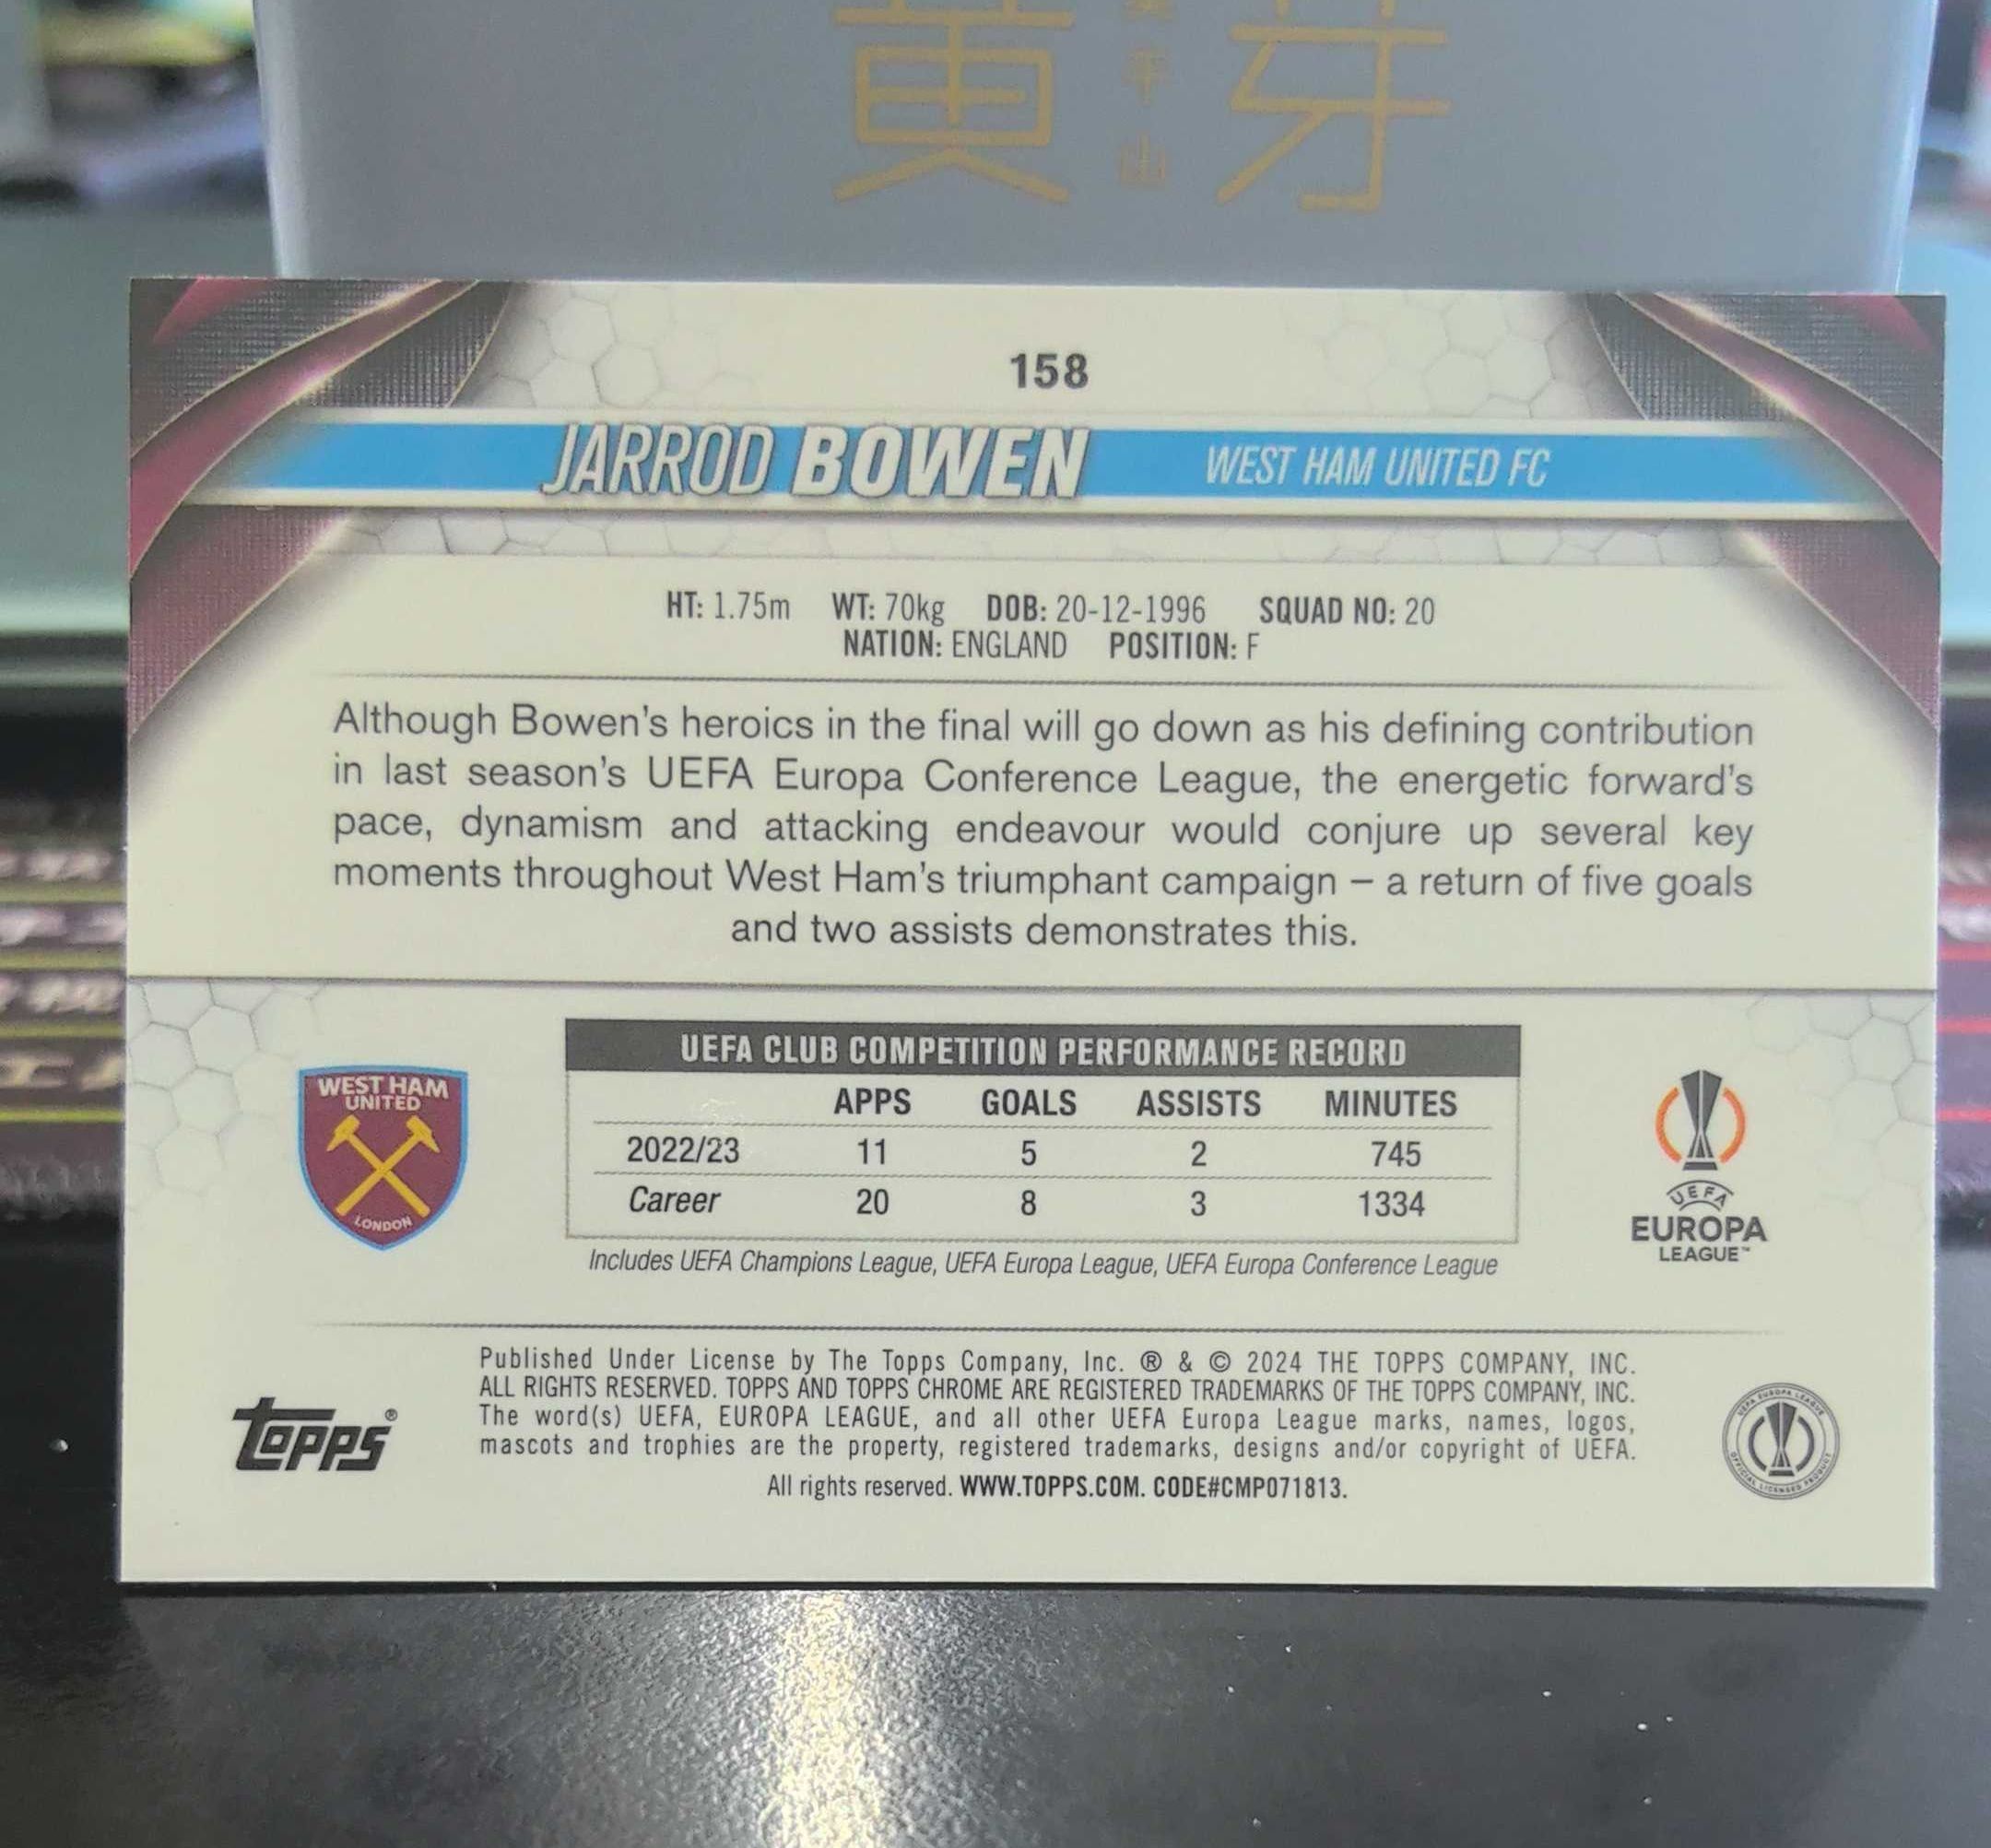 黄 芽
山
158
JARROD BOWEN WEST HAM UNITED FC
HT: 1.75m WT: 70kg DOB: 20-12-1996 SQUAD NO: 20
NATION: ENGLAND POSITION: F
Although Bowen's heroics in the final will go down as his defining contribution
in last season's UEFA Europa Conference League, the energetic forward's
pace, dynamism and attacking endeavour would conjure up several key
moments throughout West Ham's triumphant campaign – a return of five goals
and two assists demonstrates this.
WEST HAM
UNITED
LONDON
UEFA CLUB COMPETITION PERFORMANCE RECORD
APPS GOALS ASSISTS MINUTES
2022/23 11 5 2 745
Career 20 8 3 1334
Includes UEFA Champions League, UEFA Europa League, UEFA Europa Conference League
UEFA
EUROPA
LEAGUE™
topps®
Published Under License by The Topps Company, Inc. ® & © 2024 THE TOPPS COMPANY, INC.
ALL RIGHTS RESERVED. TOPPS AND TOPPS CHROME ARE REGISTERED TRADEMARKS OF THE TOPPS COMPANY, INC.
The word(s) UEFA, EUROPA LEAGUE, and all other UEFA Europa League marks, names, logos,
mascots and trophies are the property, registered trademarks, designs and/or copyright of UEFA.
All rights reserved. WWW.TOPPS.COM. CODE#CMP071813.
UEFA EUROPA LEAGUE
OFFICIAL LICENSED PRODUCT